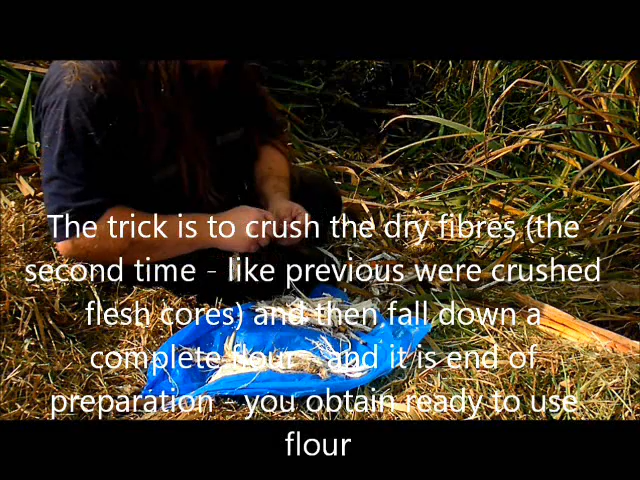 The trick is to crush the dry fibres (the
second time - like previous were crushed
flesh cores) and then fall down a
complete flour - and it is end of
preparation - you obtain ready to use
flour